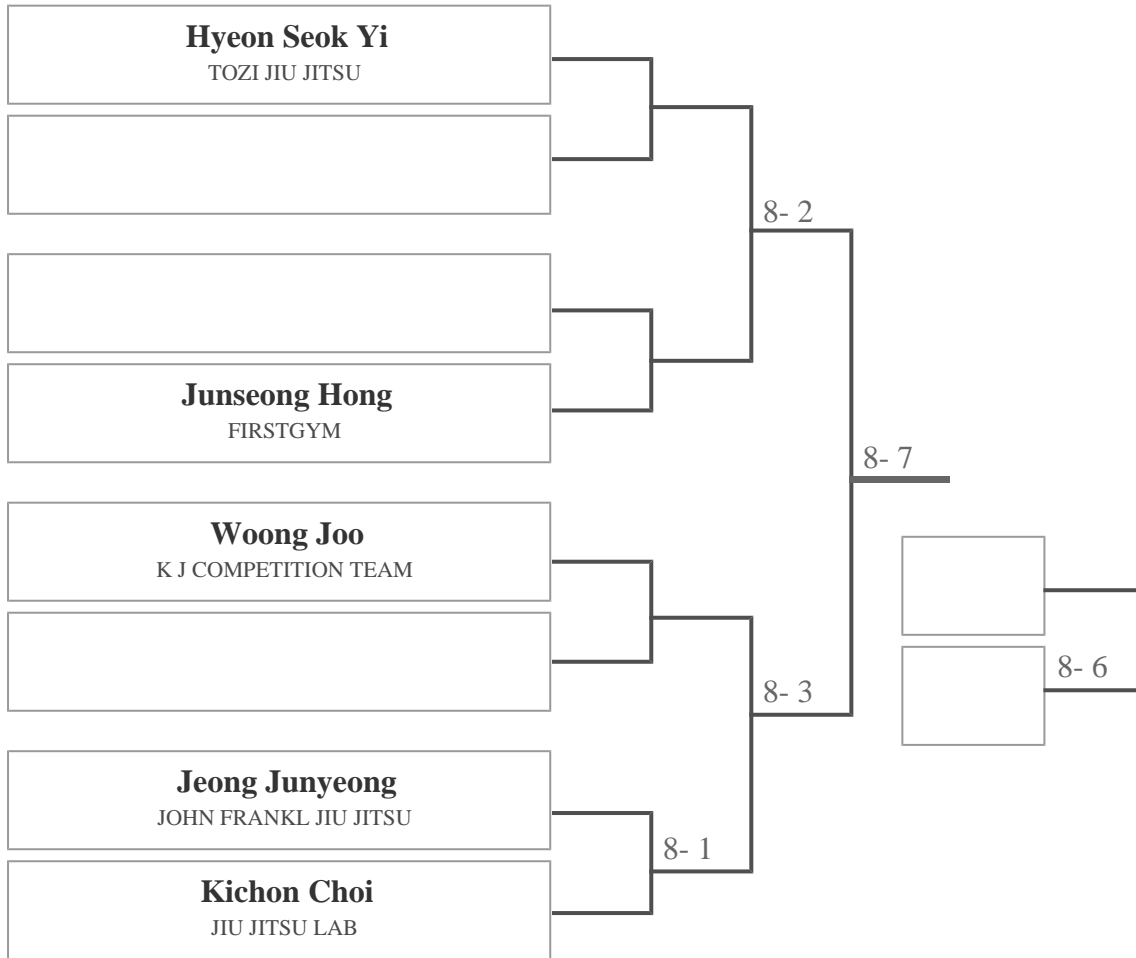 Hyeon Seok Yi
TOZI JIU JITSU
8- 2
Junseong Hong
FIRSTGYM
8- 7
Woong Joo
K J COMPETITION TEAM
8- 6
8- 3
Jeong Junyeong
JOHN FRANKL JIU JITSU
8- 1
Kichon Choi
JIU JITSU LAB